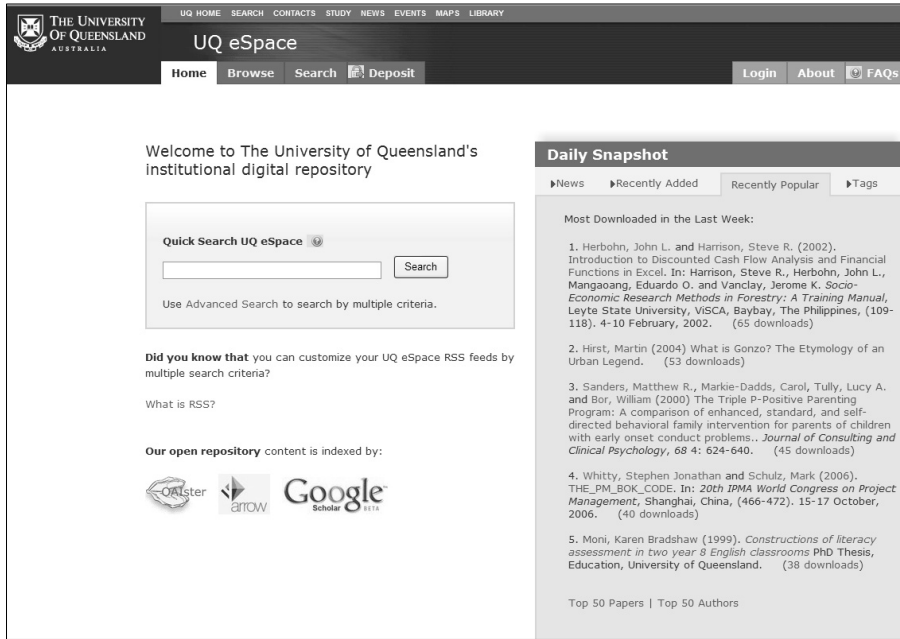 THE UNIVERSITY
OF QUEENSLAND
AUSTRALIA
UQ HOME SEARCH CONTACTS STUDY NEWS EVENTS MAPS LIBRARY
UQ eSpace
Home Browse Search Deposit
Login About FAQs
Welcome to The University of Queensland's
institutional digital repository
Quick Search UQ eSpace
Search
Use Advanced Search to search by multiple criteria.
Did you know that you can customize your UQ eSpace RSS feeds by
multiple search criteria?
What is RSS?
Our open repository content is indexed by:
OAIster
arrow
Google
Scholar BETA
Daily Snapshot
News Recently Added Recently Popular Tags
Most Downloaded in the Last Week:
1. Herbohn, John L. and Harrison, Steve R. (2002).
Introduction to Discounted Cash Flow Analysis and Financial
Functions in Excel. In: Harrison, Steve R., Herbohn, John L.,
Mangaoang, Eduardo O. and Vanclay, Jerome K. Socio-
Economic Research Methods in Forestry: A Training Manual,
Leyte State University, ViSCA, Baybay, The Philippines, (109-
118). 4-10 February, 2002. (65 downloads)
2. Hirst, Martin (2004) What is Gonzo? The Etymology of an
Urban Legend. (53 downloads)
3. Sanders, Matthew R., Markie-Dadds, Carol, Tully, Lucy A.
and Bor, William (2000) The Triple P-Positive Parenting
Program: A comparison of enhanced, standard, and self-
directed behavioral family intervention for parents of children
with early onset conduct problems.. Journal of Consulting and
Clinical Psychology, 68 4: 624-640. (45 downloads)
4. Whitty, Stephen Jonathan and Schulz, Mark (2006).
THE_PM_BOK_CODE. In: 20th IPMA World Congress on Project
Management, Shanghai, China, (466-472). 15-17 October,
2006. (40 downloads)
5. Moni, Karen Bradshaw (1999). Constructions of literacy
assessment in two year 8 English classrooms PhD Thesis,
Education, University of Queensland. (38 downloads)
Top 50 Papers | Top 50 Authors